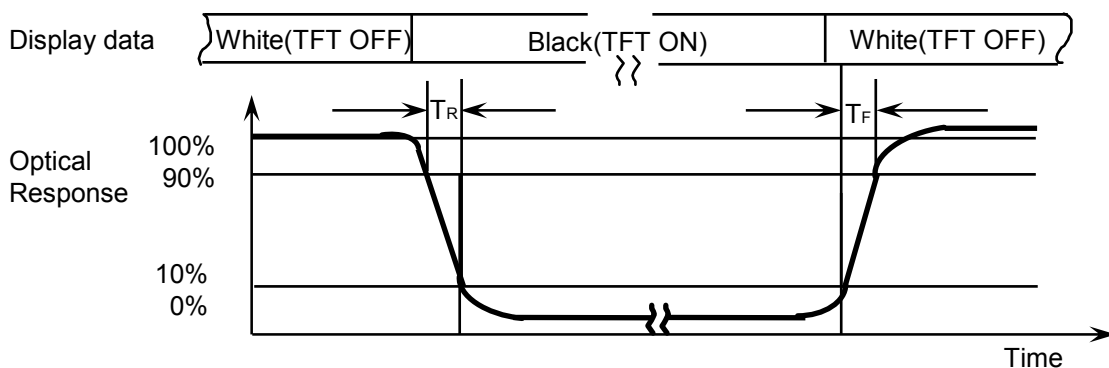 Display data White(TFT OFF) Black(TFT ON) White(TFT OFF)
TR TF
100%
Optical
Response
90%
10%
0%
Time